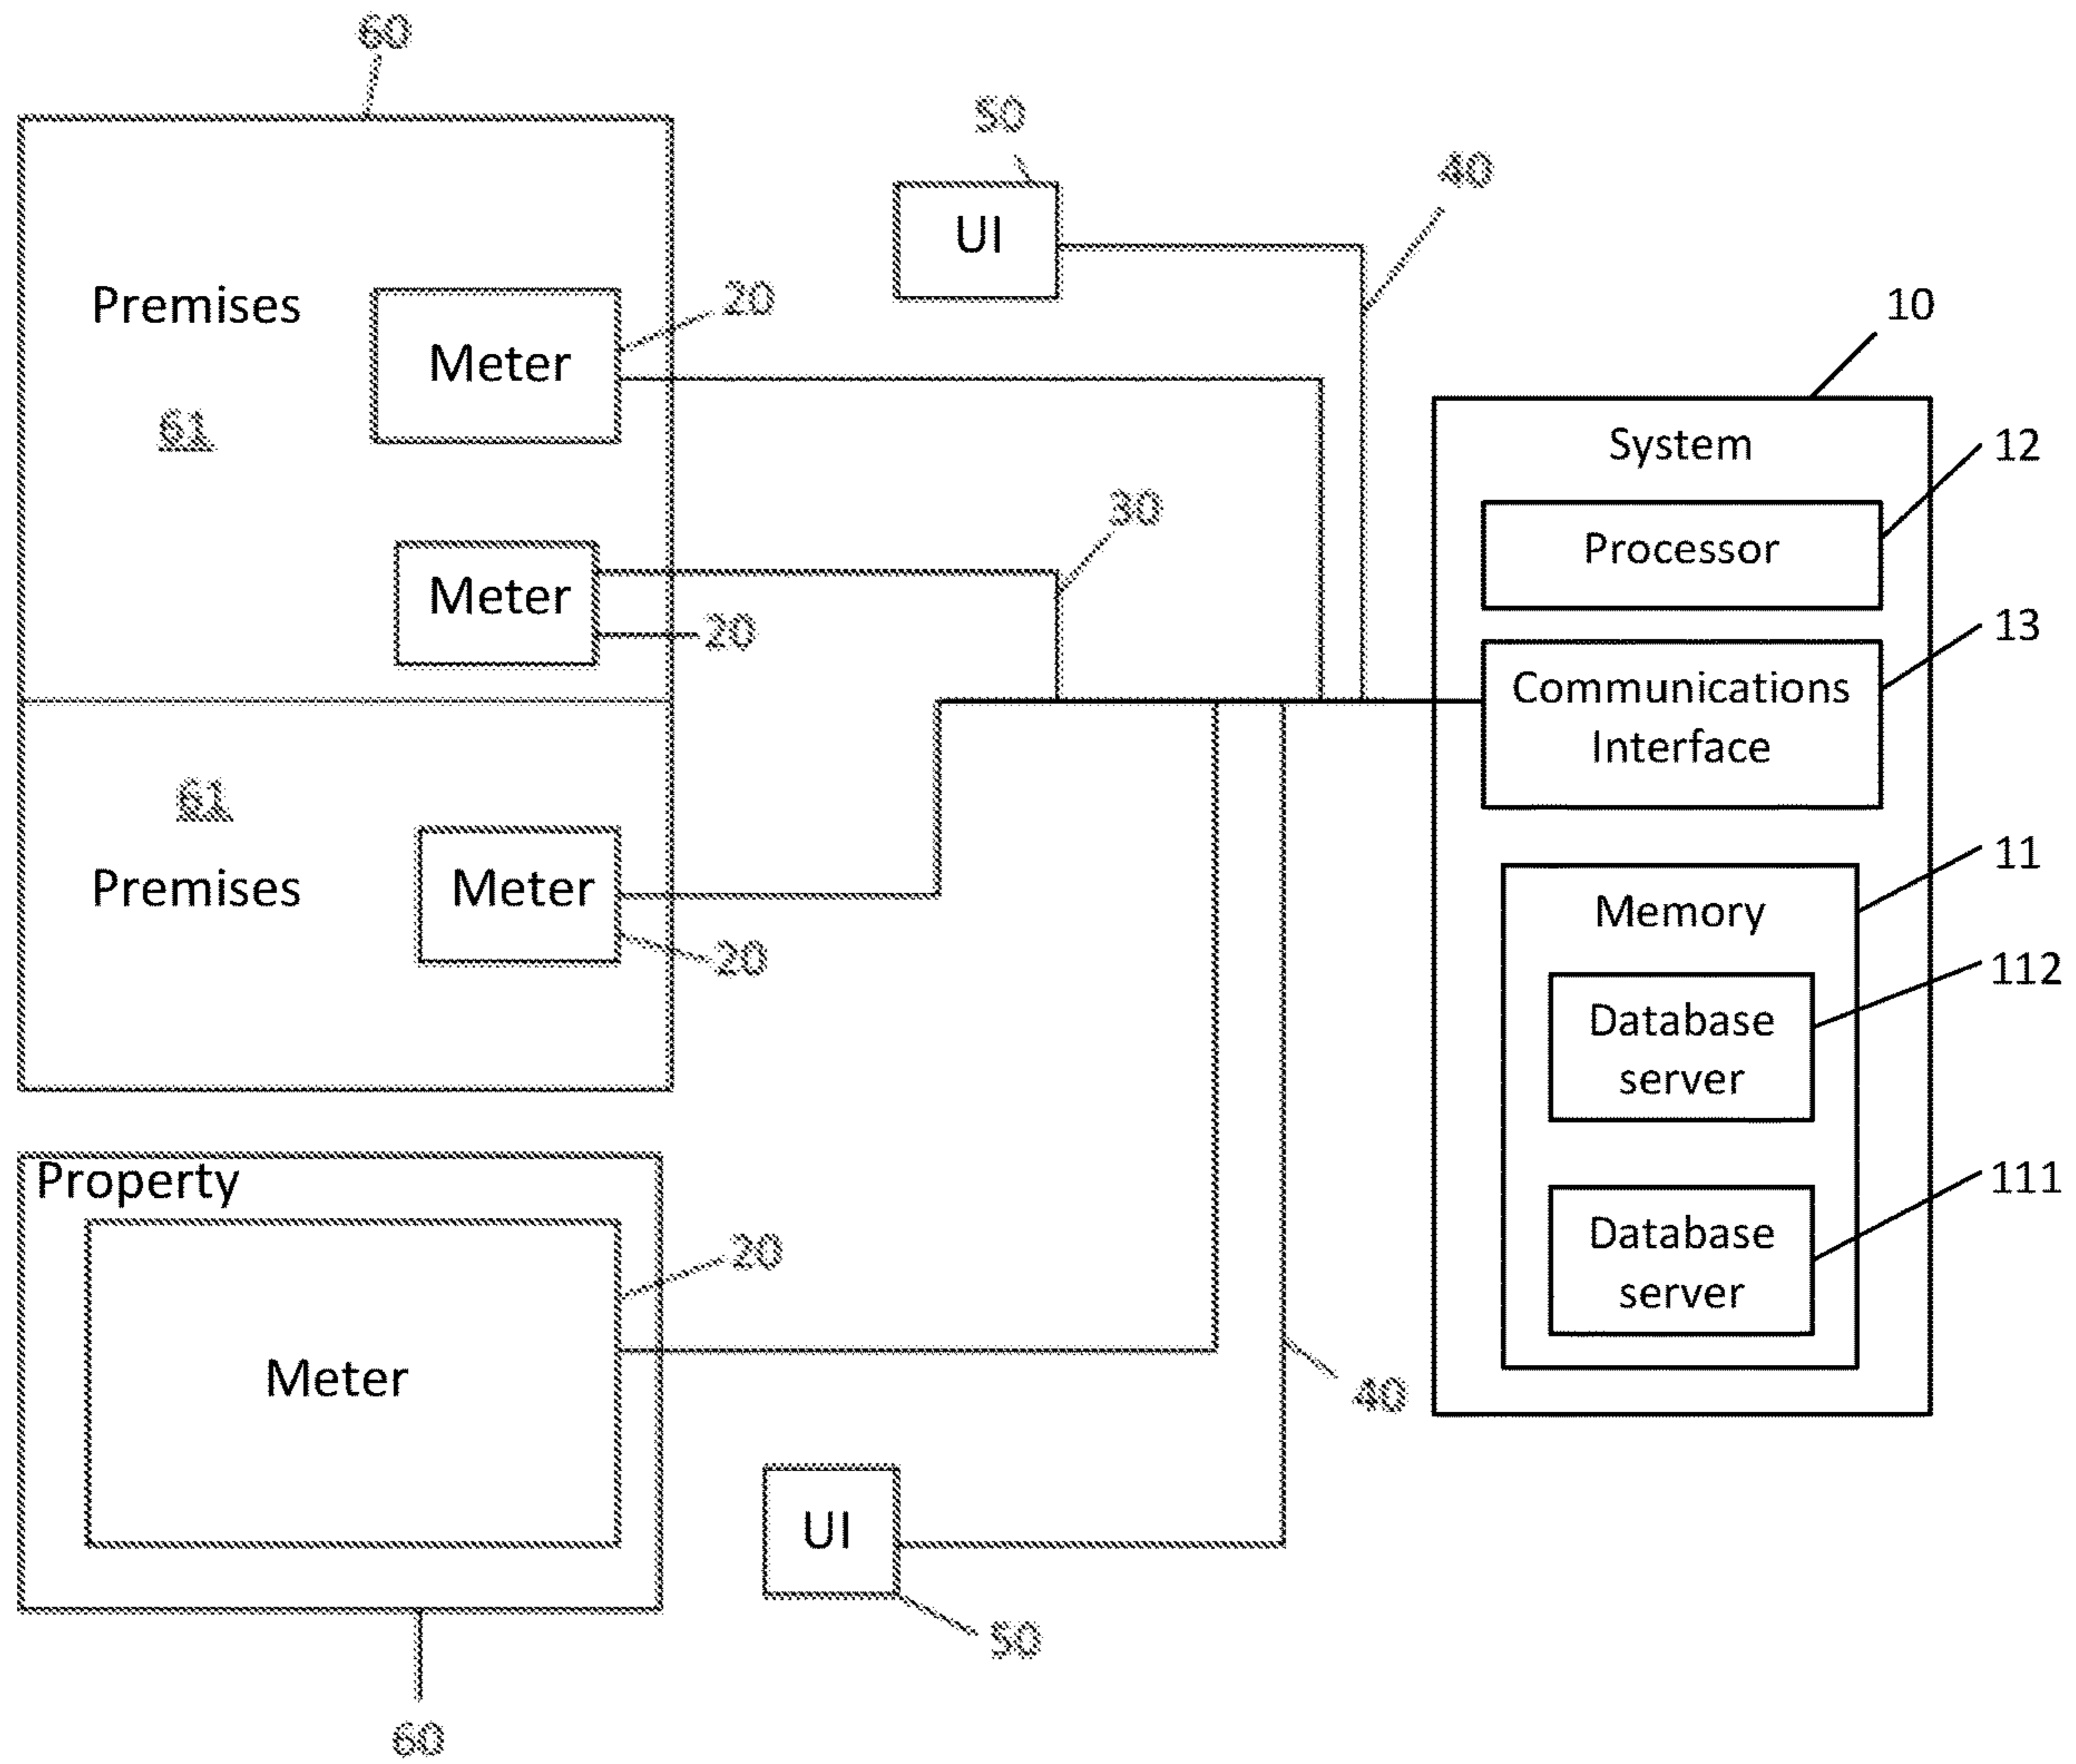 60
50
40
Premises
61
Meter
20
UI
10
System
12
Processor
30
Meter
20
13
Communications
Interface
61
Premises
Meter
20
11
Memory
112
Database
server
111
Database
server
Property
20
Meter
40
UI
50
60